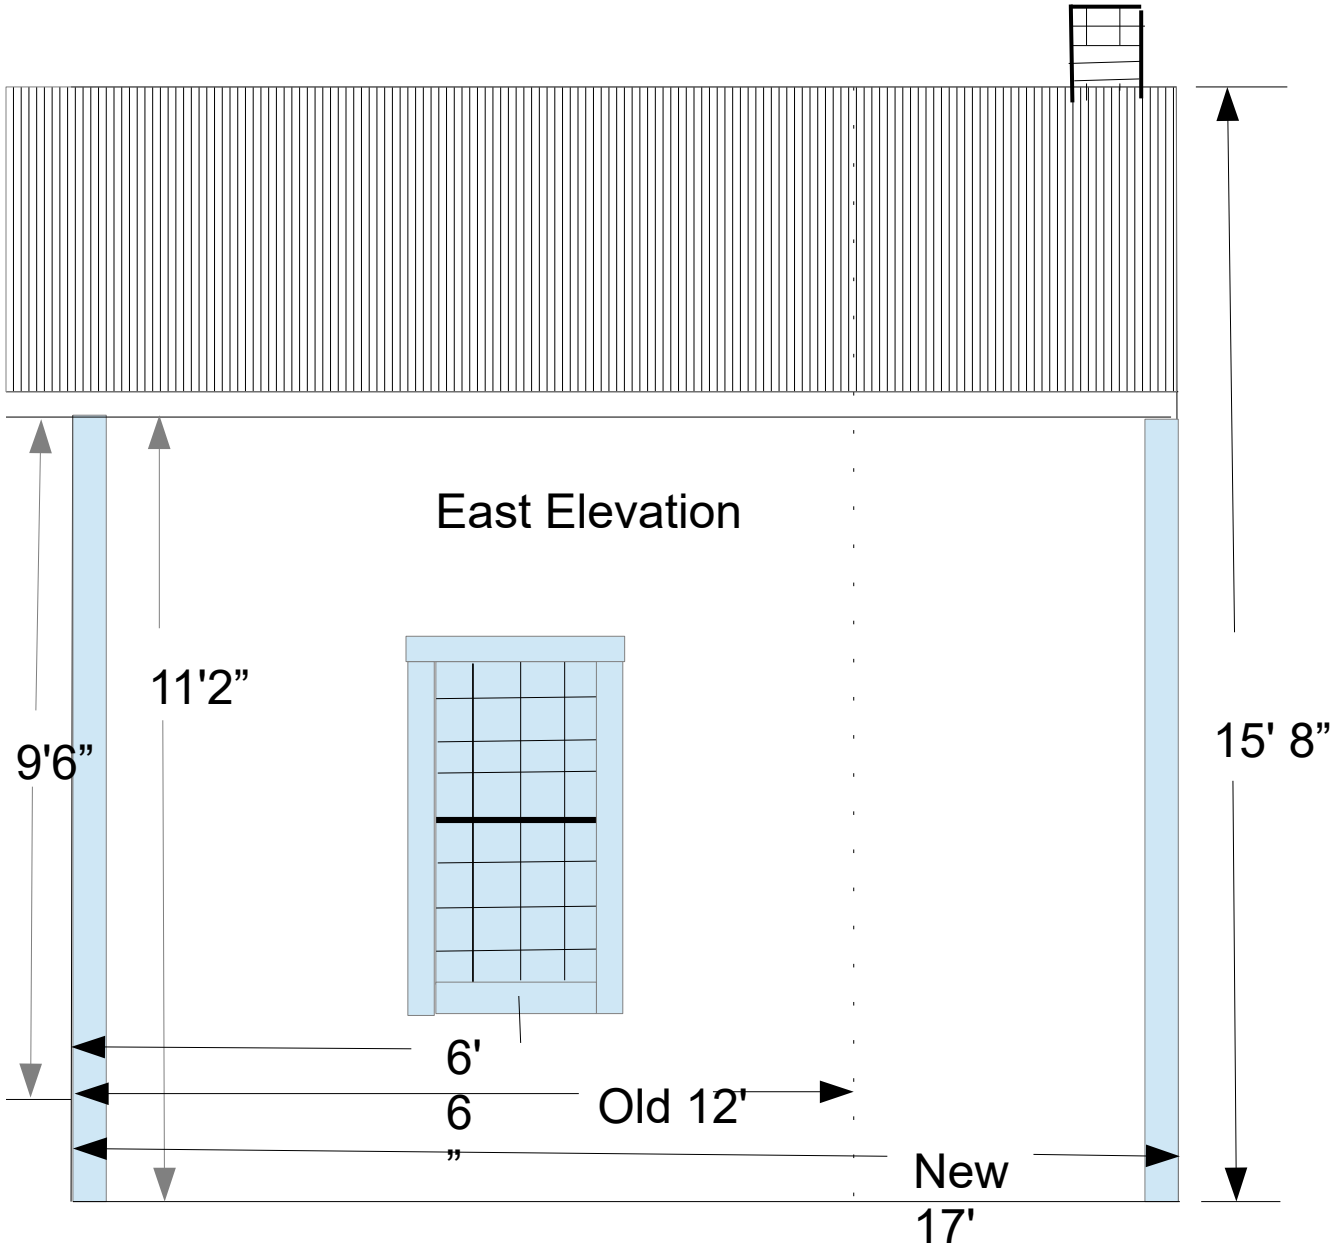 East Elevation
11'2”
15' 8”
9'6”
6'
6
”
Old 12'
New
17'